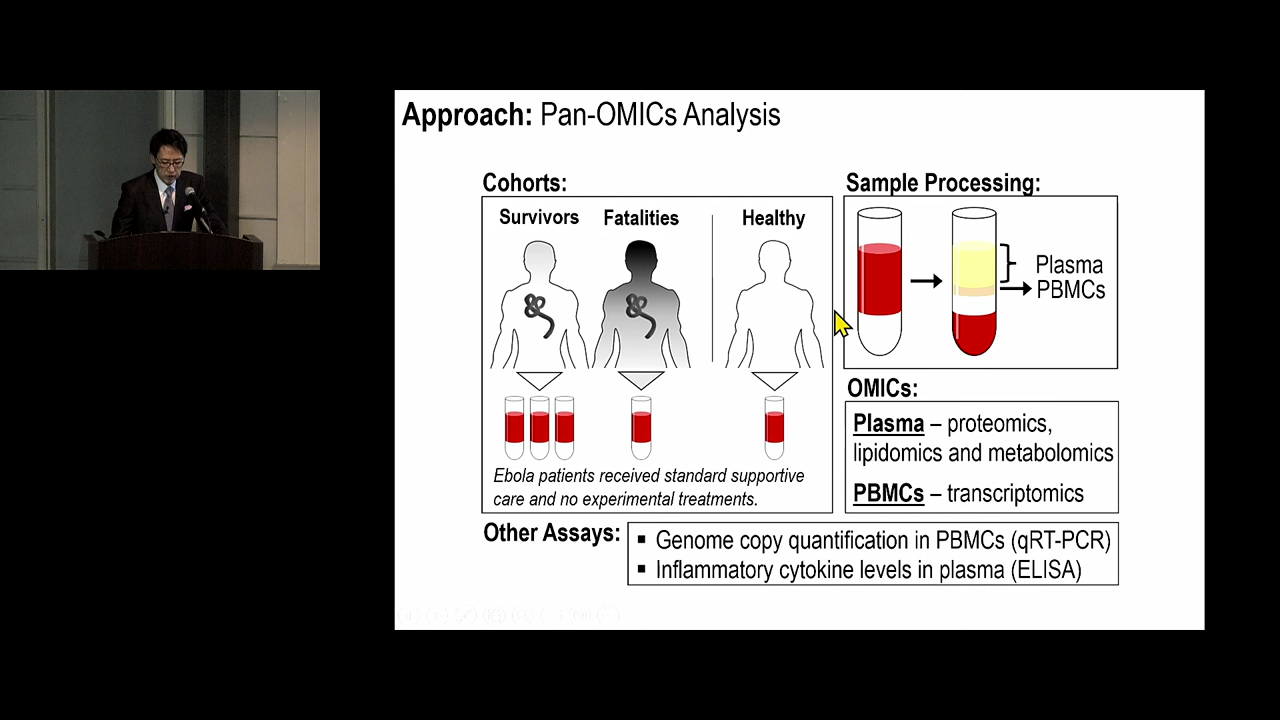 Approach: Pan-OMICs Analysis
Cohorts:
Survivors
Fatalities
Healthy
Ebola patients received standard supportive
care and no experimental treatments.
Sample Processing:
Plasma
PBMCs
OMICs:
Plasma – proteomics,
lipidomics and metabolomics
PBMCs – transcriptomics
Other Assays:
▪ Genome copy quantification in PBMCs (qRT-PCR)
▪ Inflammatory cytokine levels in plasma (ELISA)